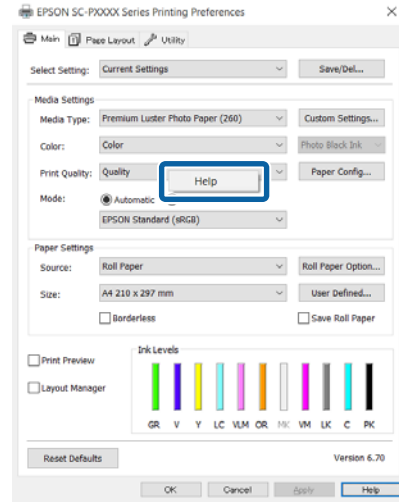 EPSON SC-PXXXX Series Printing Preferences
Main Page Layout Utility
Select Setting: Current Settings Save/Del...
Media Settings
Media Type: Premium Luster Photo Paper (260) Custom Settings...
Color: Color Photo Black Ink
Print Quality: Quality Paper Config...
Help
Mode: Automatic
EPSON Standard (sRGB)
Paper Settings
Source: Roll Paper Roll Paper Option...
Size: A4 210 x 297 mm User Defined...
Borderless Save Roll Paper
Print Preview
Layout Manager
Ink Levels
GR V Y LC VLM OR MK VM LK C PK
Reset Defaults Version 6.70
OK Cancel Apply Help